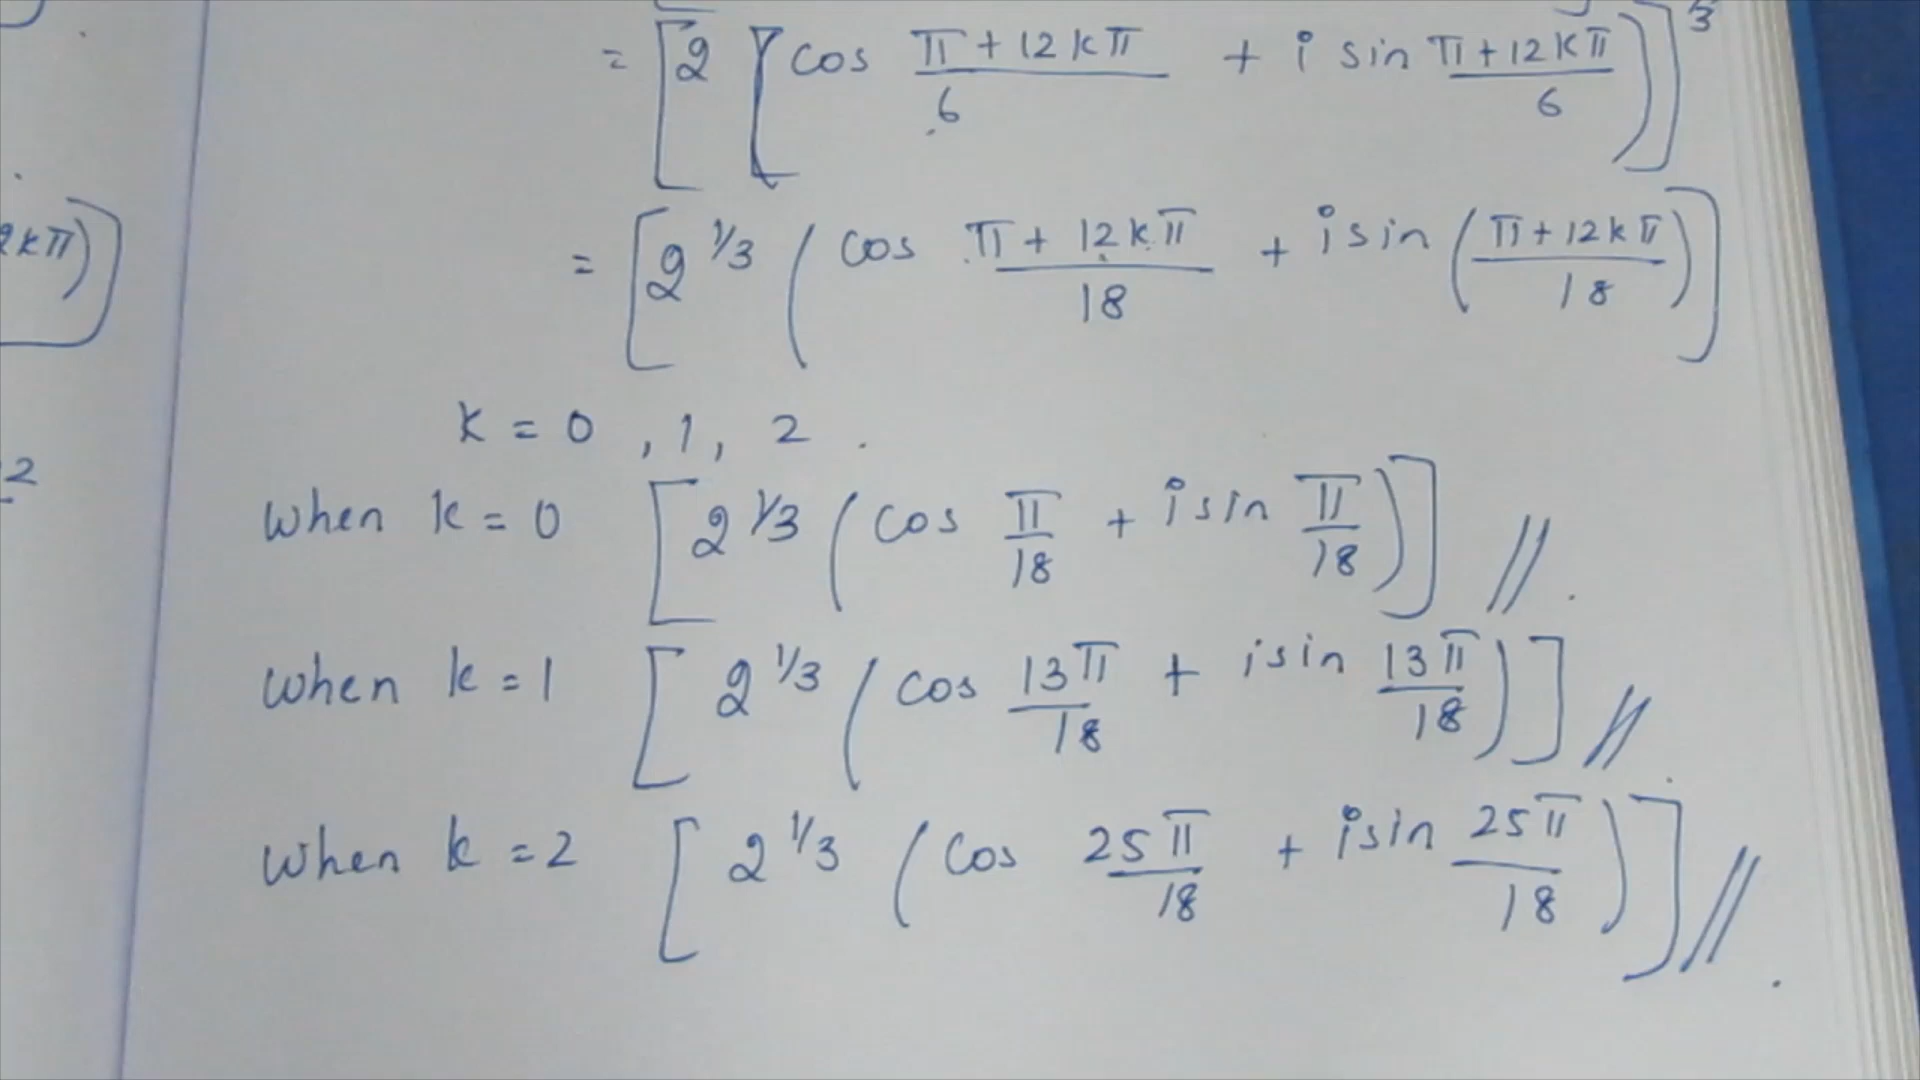 = [2 [cos π + 12kπ / 6 + i sin π + 12kπ / 6)]^1/3
2kπ)]
= [2^1/3 (cos π + 12kπ / 18 + i sin (π + 12kπ / 18)]
k = 0, 1, 2.
2
When k = 0 [2^1/3 (cos π/18 + i sin π/18)] //.
When k = 1 [2^1/3 (cos 13π/18 + i sin 13π/18)] //
When k = 2 [2^1/3 (cos 25π/18 + i sin 25π/18)] //.